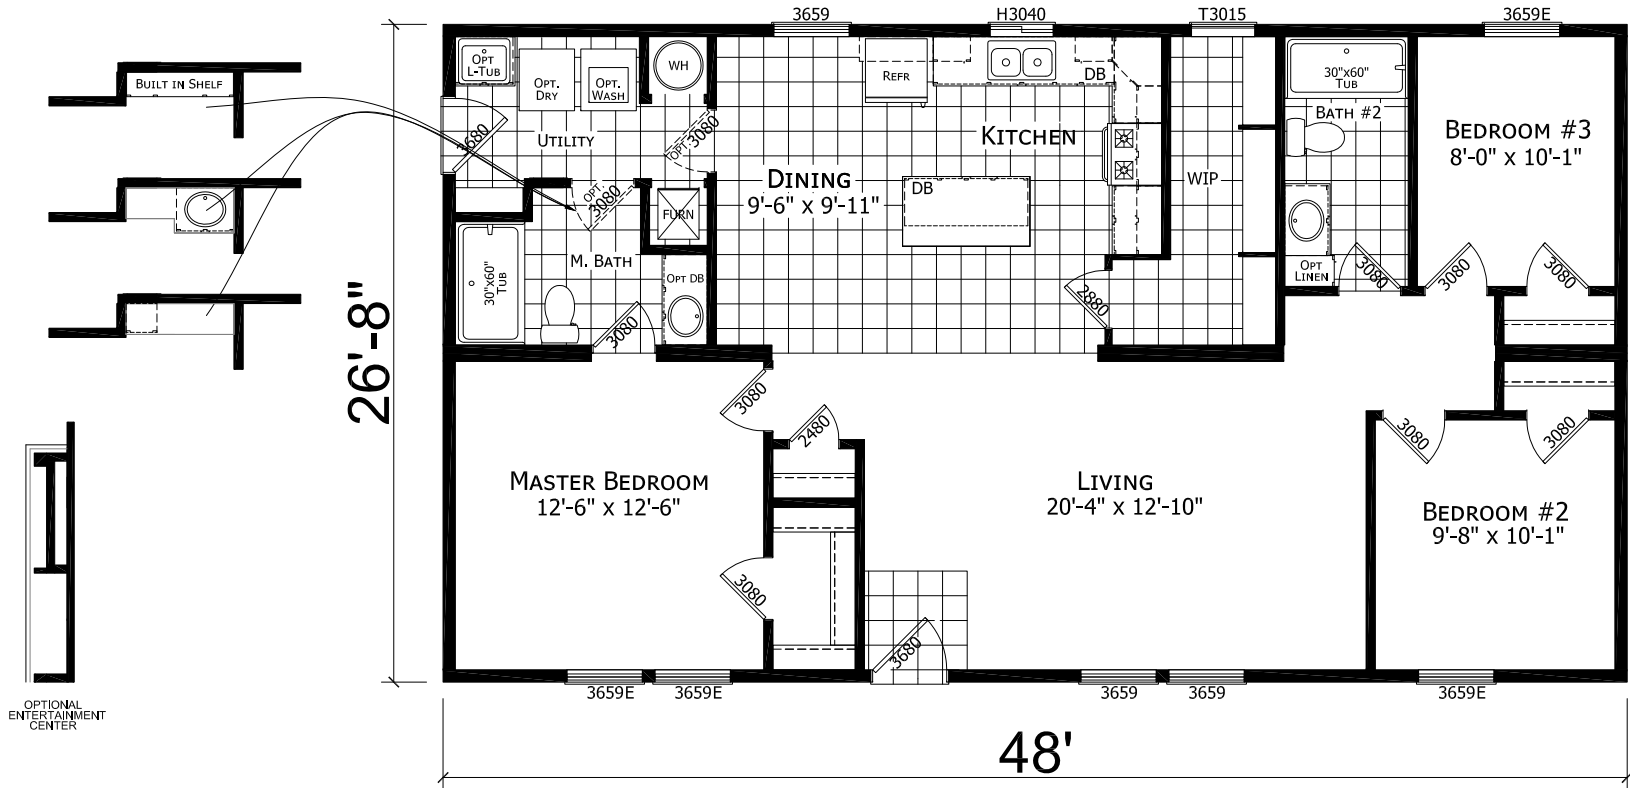 3659
H3040
T3015
3659E
BUILT IN SHELF
OPT
L-TUB
OPT.
DRY
OPT.
WASH
WH
REFR
DB
30"x60"
TUB
BATH #2
3680
UTILITY
OPT.
3080
KITCHEN
BEDROOM #3
8'-0" x 10'-1"
DINING
9'-6" x 9'-11"
DB
WIP
OPT.
3080
FURN
M. BATH
30"x60"
TUB
OPT DB
OPT
LINEN
3080
3080
3080
2880
3080
26'-8"
3080
2480
3080
3080
MASTER BEDROOM
12'-6" x 12'-6"
LIVING
20'-4" x 12'-10"
BEDROOM #2
9'-8" x 10'-1"
3080
3680
3659E
3659E
3659
3659
3659E
OPTIONAL
ENTERTAINMENT
CENTER
48'